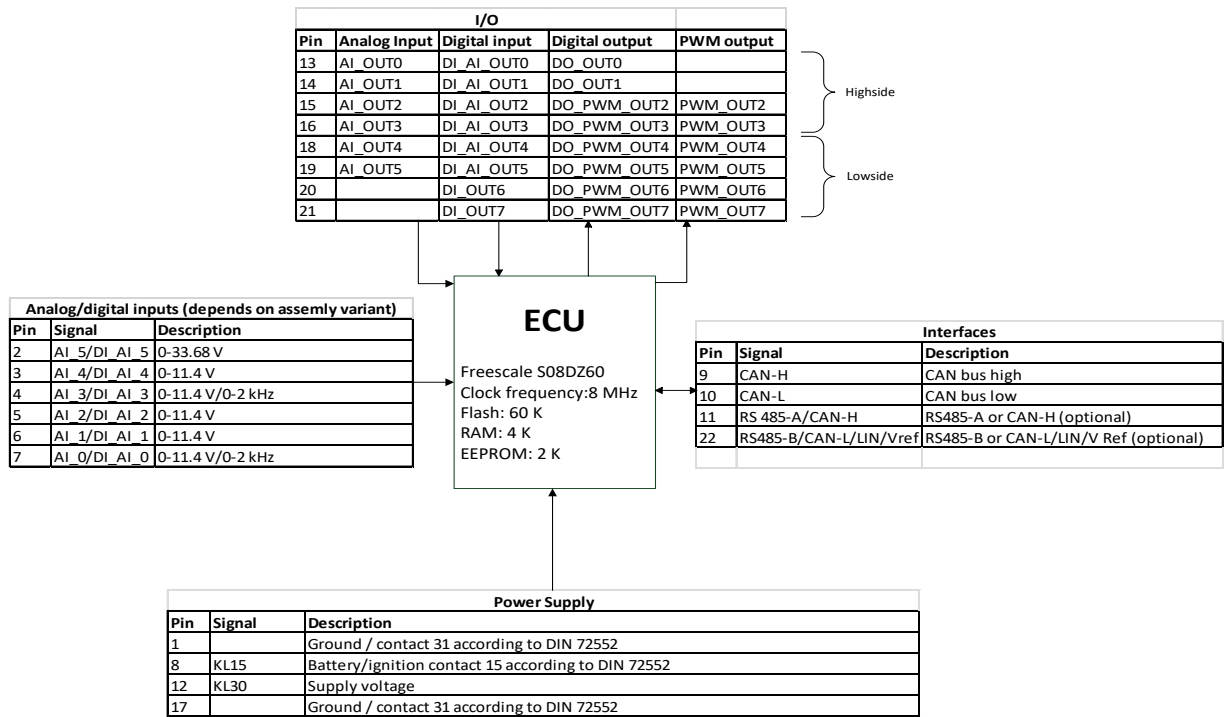 I/O
Pin Analog Input Digital input Digital output PWM output
13 AI_OUT0 DI_AI_OUT0 DO_OUT0
14 AI_OUT1 DI_AI_OUT1 DO_OUT1
15 AI_OUT2 DI_AI_OUT2 DO_PWM_OUT2 PWM_OUT2
16 AI_OUT3 DI_AI_OUT3 DO_PWM_OUT3 PWM_OUT3
18 AI_OUT4 DI_AI_OUT4 DO_PWM_OUT4 PWM_OUT4
19 AI_OUT5 DI_AI_OUT5 DO_PWM_OUT5 PWM_OUT5
20 DI_OUT6 DO_PWM_OUT6 PWM_OUT6
21 DI_OUT7 DO_PWM_OUT7 PWM_OUT7
Highside
Lowside
Analog/digital inputs (depends on assemly variant)
Pin Signal Description
2 AI_5/DI_AI_5 0-33.68 V
3 AI_4/DI_AI_4 0-11.4 V
4 AI_3/DI_AI_3 0-11.4 V/0-2 kHz
5 AI_2/DI_AI_2 0-11.4 V
6 AI_1/DI_AI_1 0-11.4 V
7 AI_0/DI_AI_0 0-11.4 V/0-2 kHz
ECU
Freescale S08DZ60
Clock frequency:8 MHz
Flash: 60 K
RAM: 4 K
EEPROM: 2 K
Interfaces
Pin Signal Description
9 CAN-H CAN bus high
10 CAN-L CAN bus low
11 RS 485-A/CAN-H RS485-A or CAN-H (optional)
22 RS485-B/CAN-L/LIN/Vref RS485-B or CAN-L/LIN/V Ref (optional)
Power Supply
Pin Signal Description
1 Ground / contact 31 according to DIN 72552
8 KL15 Battery/ignition contact 15 according to DIN 72552
12 KL30 Supply voltage
17 Ground / contact 31 according to DIN 72552